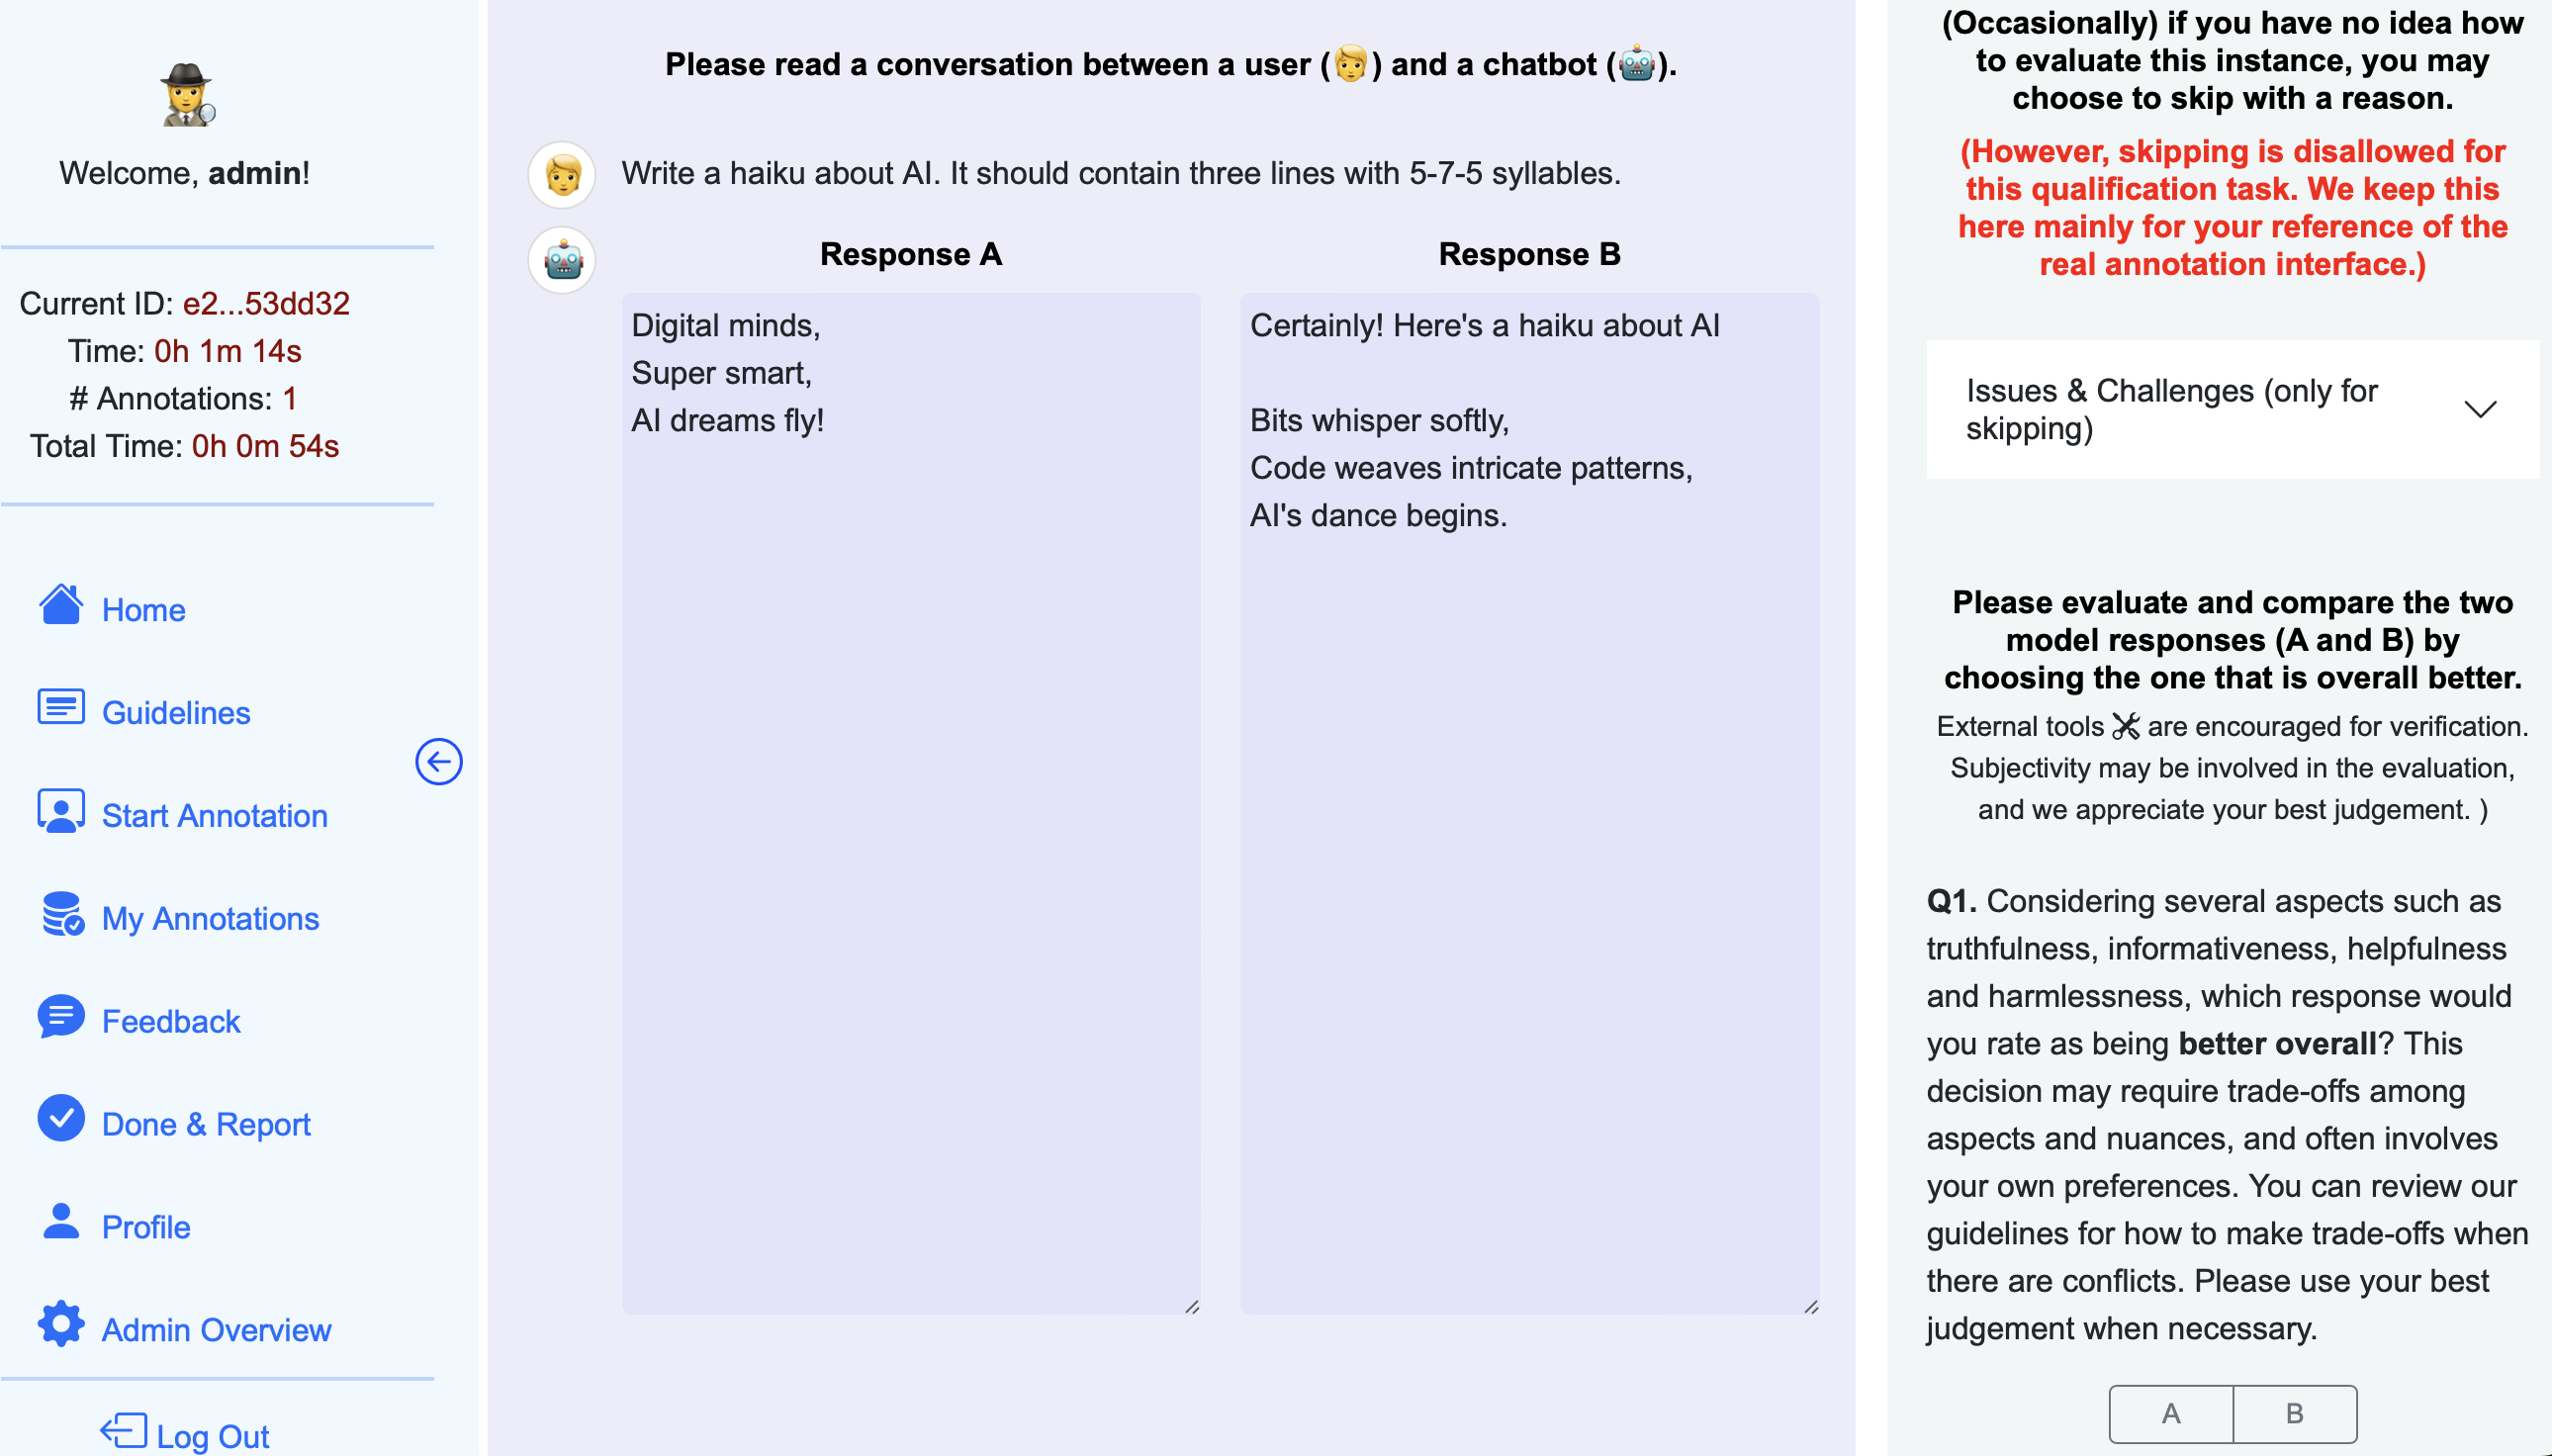 Welcome, admin!
Current ID: e2...53dd32
Time: 0h 1m 14s
# Annotations: 1
Total Time: 0h 0m 54s
Home
Guidelines
Start Annotation
My Annotations
Feedback
Done & Report
Profile
Admin Overview
Log Out
Please read a conversation between a user (👱) and a chatbot (🤖).
Write a haiku about AI. It should contain three lines with 5-7-5 syllables.
Response A
Digital minds,
Super smart,
AI dreams fly!
Response B
Certainly! Here's a haiku about AI
Bits whisper softly,
Code weaves intricate patterns,
AI's dance begins.
(Occasionally) if you have no idea how
to evaluate this instance, you may
choose to skip with a reason.
(However, skipping is disallowed for
this qualification task. We keep this
here mainly for your reference of the
real annotation interface.)
Issues & Challenges (only for
skipping)
Please evaluate and compare the two
model responses (A and B) by
choosing the one that is overall better.
External tools 🛠 are encouraged for verification.
Subjectivity may be involved in the evaluation,
and we appreciate your best judgement. )
Q1. Considering several aspects such as
truthfulness, informativeness, helpfulness
and harmlessness, which response would
you rate as being better overall? This
decision may require trade-offs among
aspects and nuances, and often involves
your own preferences. You can review our
guidelines for how to make trade-offs when
there are conflicts. Please use your best
judgement when necessary.
A
B